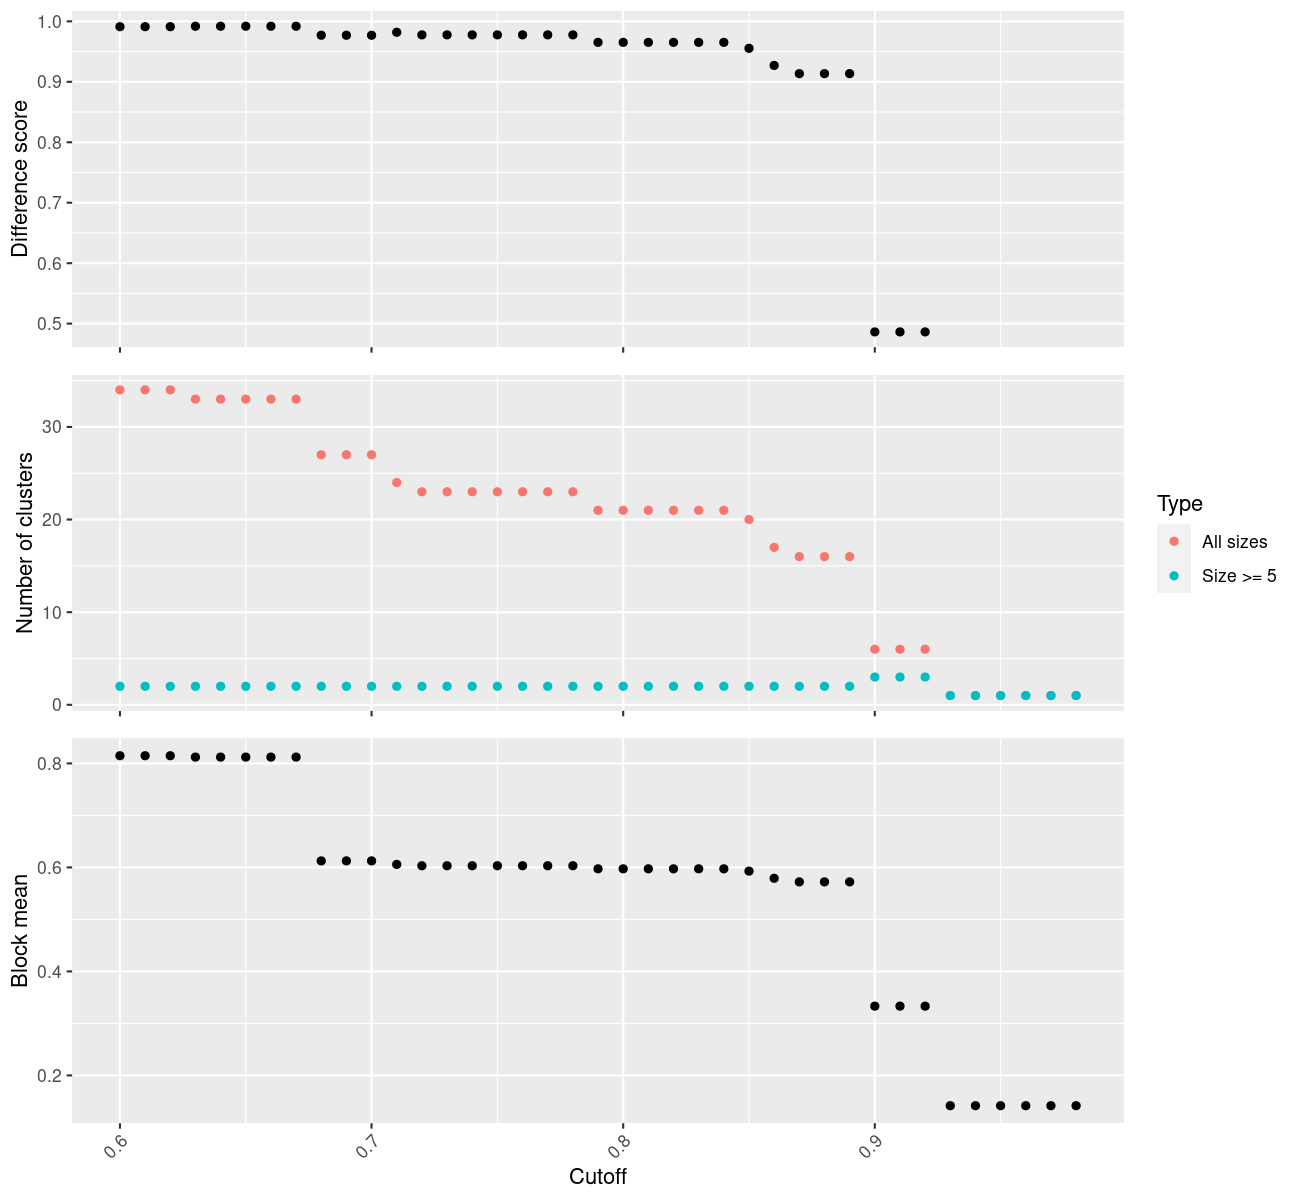 Difference score
1.0
0.9
0.8
0.7
0.6
0.5
Number of clusters
30
20
10
0
Type
All sizes
Size >= 5
Block mean
0.8
0.6
0.4
0.2
0.6
0.7
0.8
0.9
Cutoff